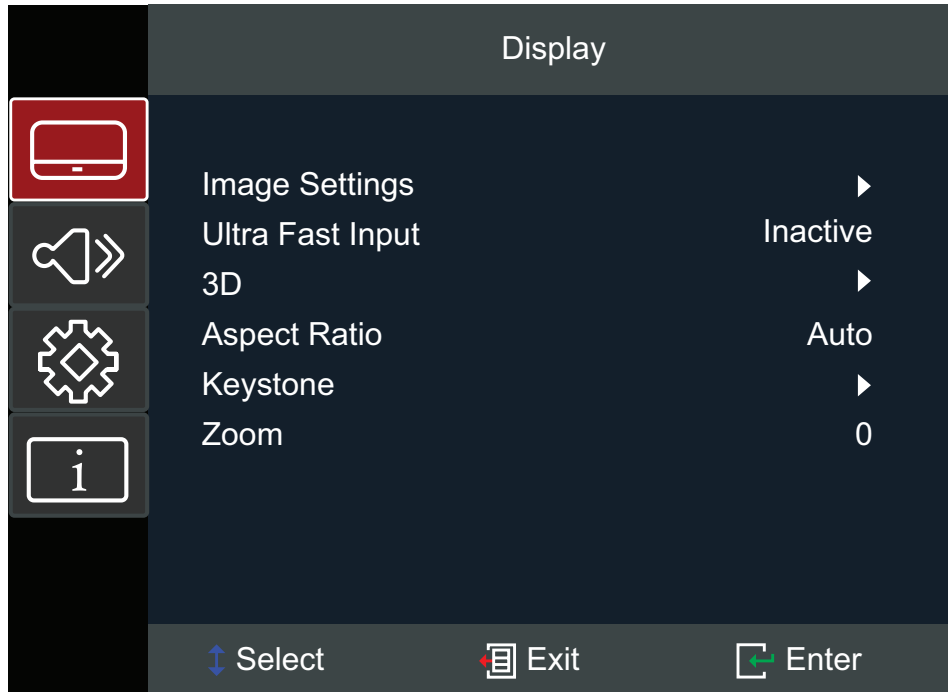 Display
Image Settings
Ultra Fast Input Inactive
3D
Aspect Ratio Auto
Keystone
Zoom 0
i
Select Exit Enter